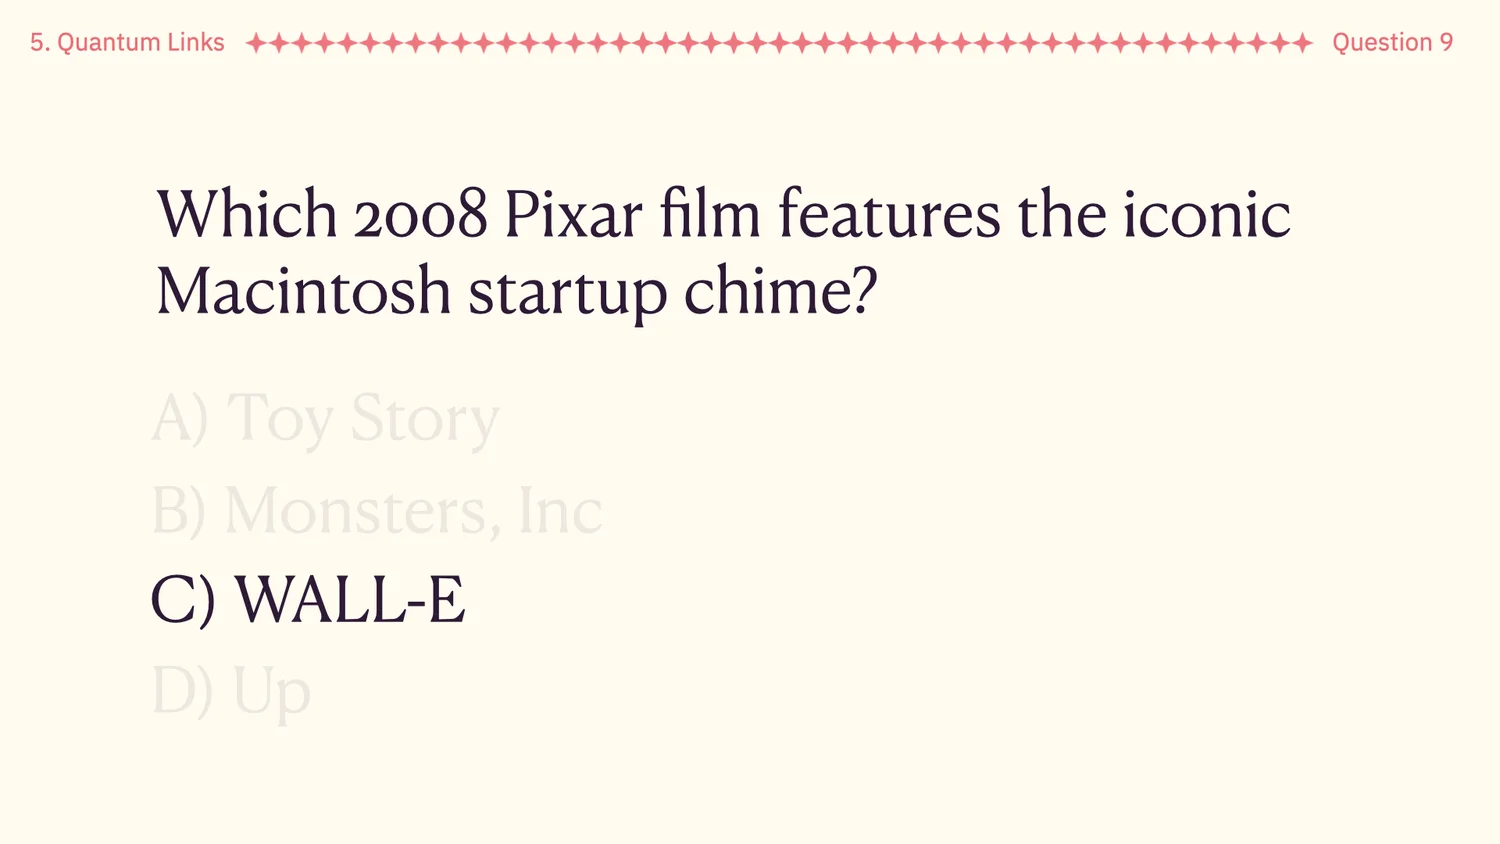 5. Quantum Links
Question 9
Which 2008 Pixar film features the iconic
Macintosh startup chime?
A) Toy Story
B) Monsters, Inc
C) WALL-E
D) Up